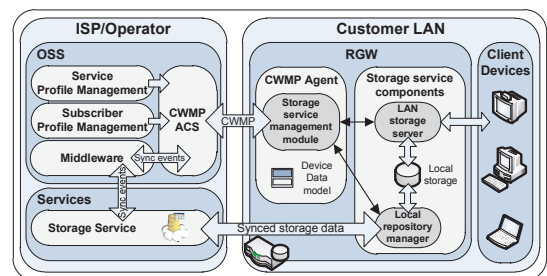 ISP/Operator
Customer LAN
OSS
RGW
Client
Devices
Service
Profile Management
Subscriber
Profile Management
Middleware
CWMP
ACS
Sync events
Sync events
CWMP
CWMP Agent
Storage
service
management
module
Device
Data
model
Storage service
components
LAN
storage
server
Local
storage
Local
repository
manager
Services
Storage Service
Synced storage data